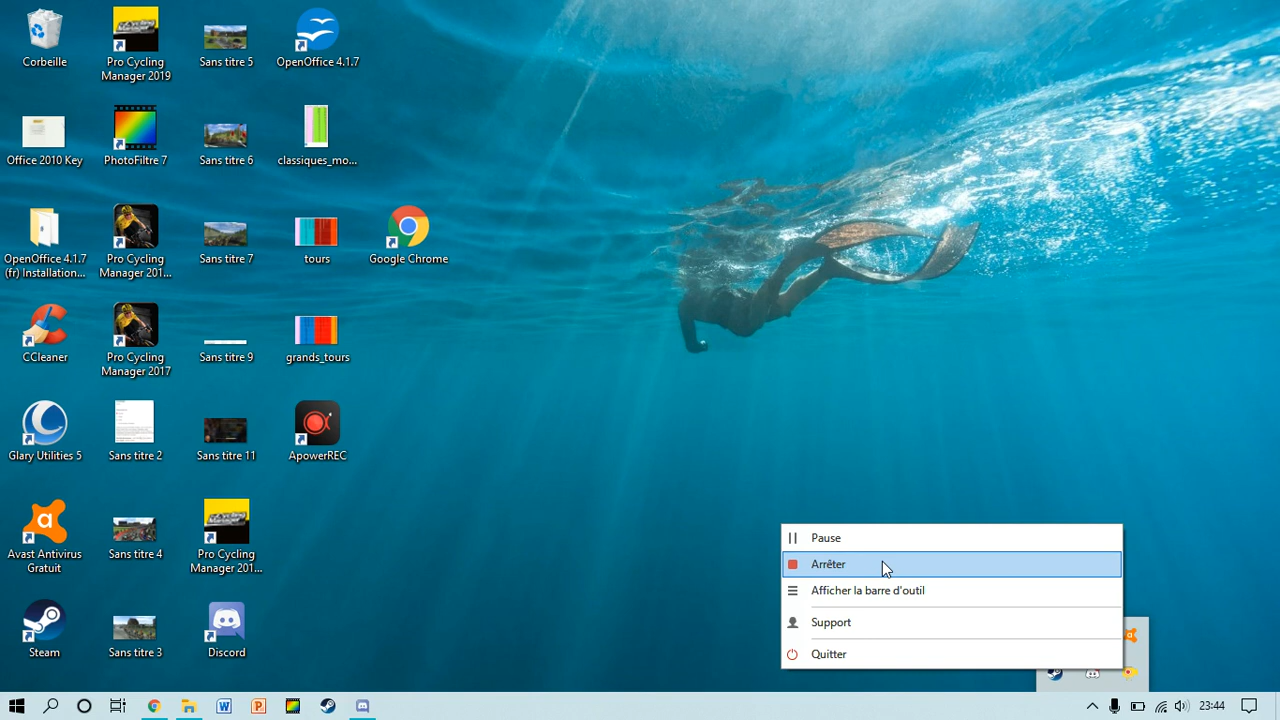 Corbeille
Pro Cycling
Manager 2019
Sans titre 5
OpenOffice 4.1.7
Office 2010 Key
PhotoFiltre 7
Sans titre 6
classiques_mo...
OpenOffice 4.1.7
(fr) Installation...
Pro Cycling
Manager 201...
Sans titre 7
tours
Google Chrome
CCleaner
Pro Cycling
Manager 2017
Sans titre 9
grands_tours
Glary Utilities 5
Sans titre 2
Sans titre 11
ApowerREC
Avast Antivirus
Gratuit
Sans titre 4
Pro Cycling
Manager 201...
Steam
Sans titre 3
Discord
Pause
Arrêter
Afficher la barre d'outil
Support
Quitter
23:44